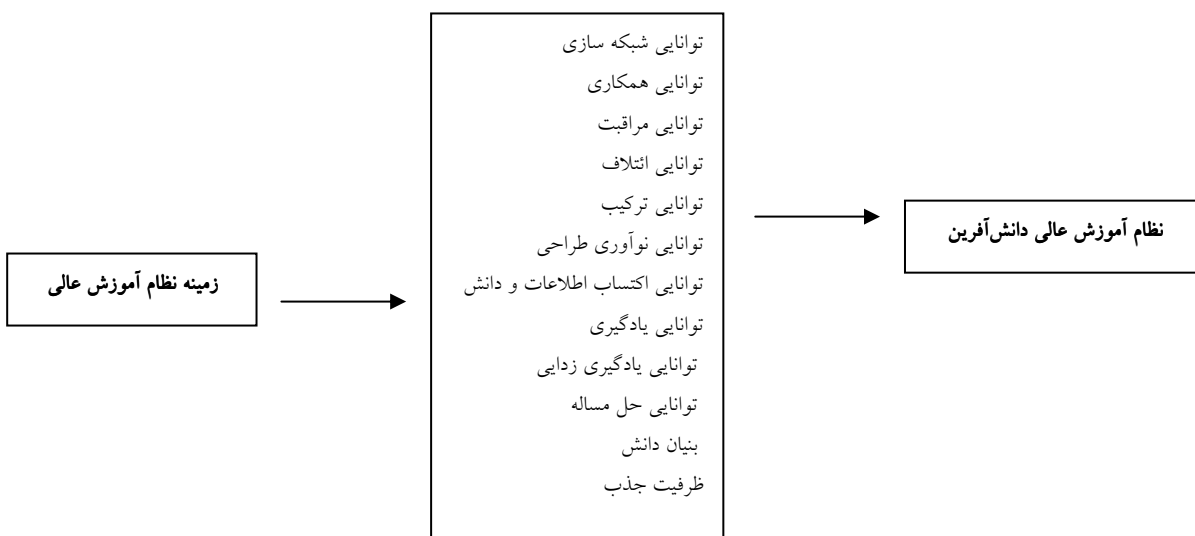 توانایی شبکه سازی
توانایی همکاری
توانایی مراقبت
توانایی ائتلاف
توانایی ترکیب
توانایی نوآوری طراحی
توانایی اکتساب اطلاعات و دانش
توانایی یادگیری
توانایی یادگیری زدایی
توانایی حل مساله
بنیان دانش
ظرفیت جذب
نظام آموزش عالی دانش‌آفرین
زمینه نظام آموزش عالی